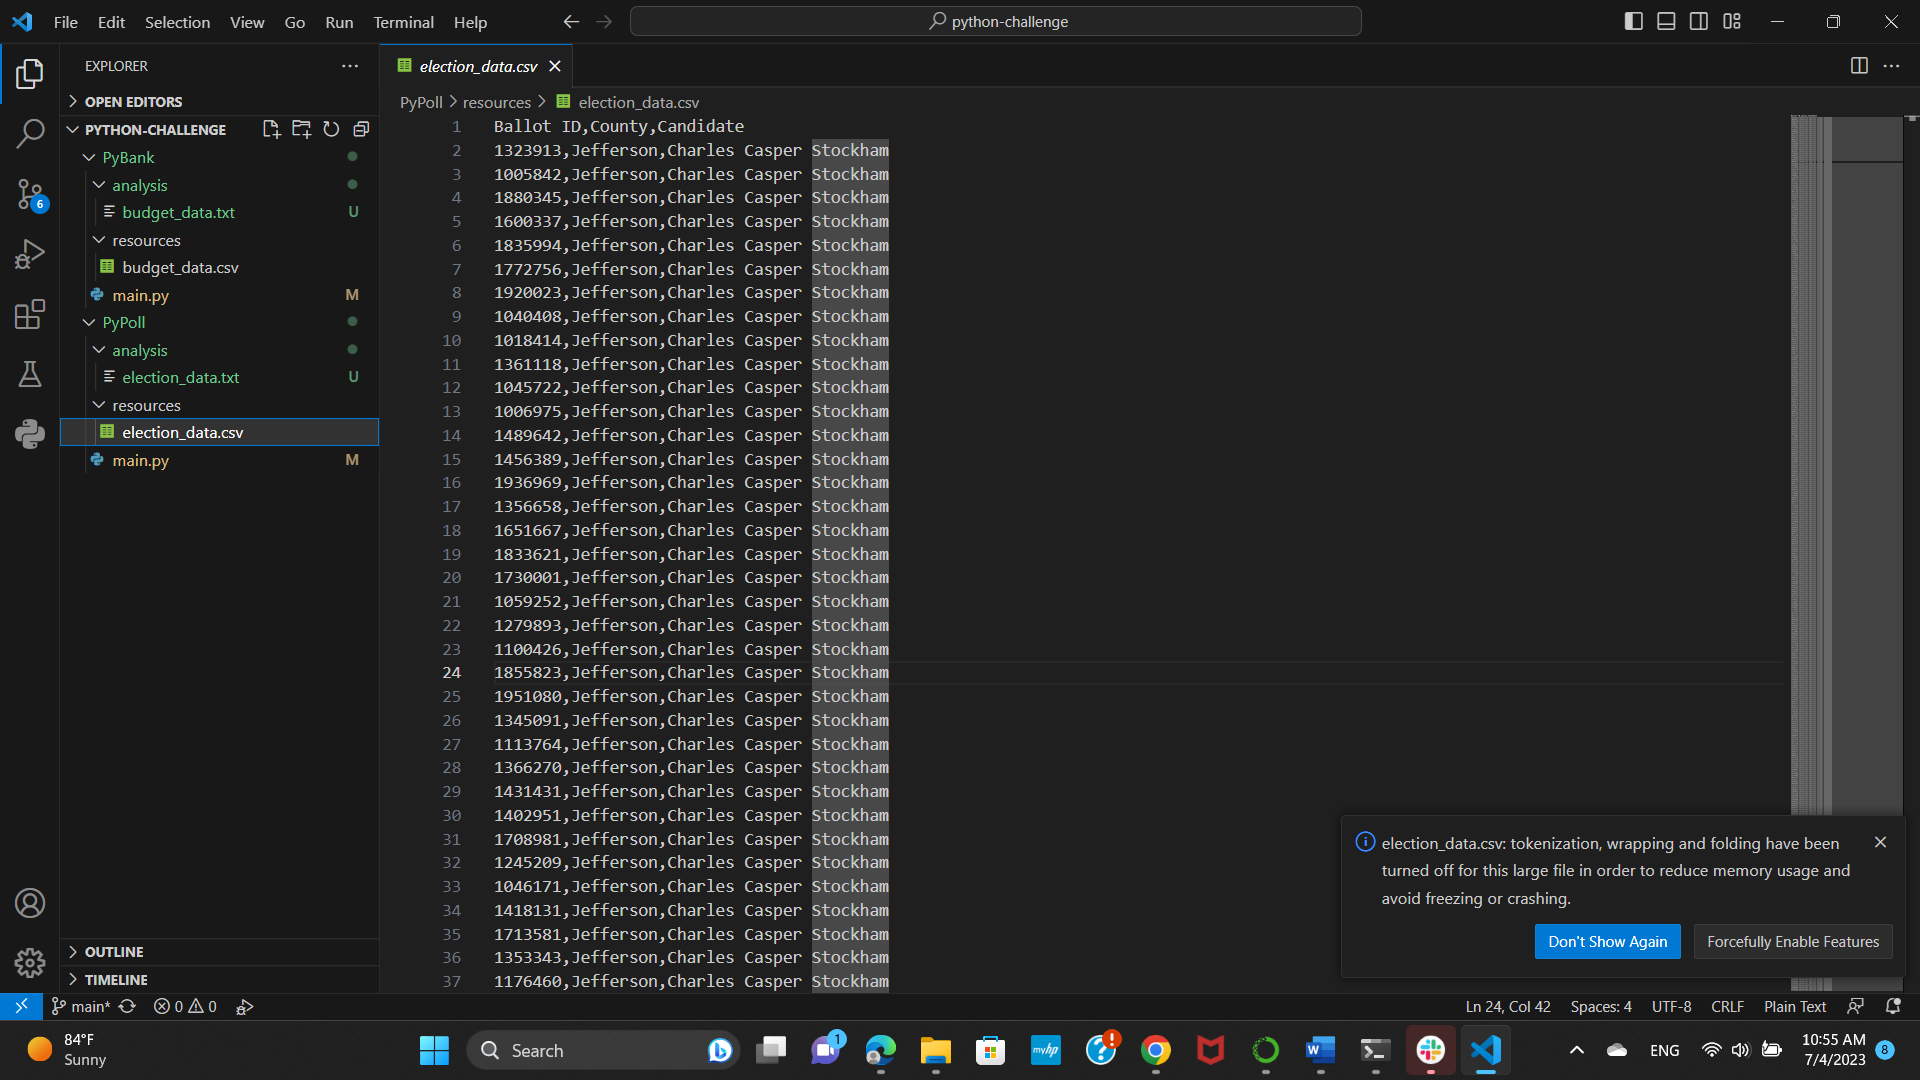 File Edit Selection View Go Run Terminal Help
python-challenge
EXPLORER
OPEN EDITORS
PYTHON-CHALLENGE
PyBank
analysis
budget_data.txt U
resources
budget_data.csv
main.py M
PyPoll
analysis
election_data.txt U
resources
election_data.csv
main.py M
OUTLINE
TIMELINE
6
election_data.csv
PyPoll resources election_data.csv
1 Ballot ID,County,Candidate
2 1323913,Jefferson,Charles Casper Stockham
3 1005842,Jefferson,Charles Casper Stockham
4 1880345,Jefferson,Charles Casper Stockham
5 1600337,Jefferson,Charles Casper Stockham
6 1835994,Jefferson,Charles Casper Stockham
7 1772756,Jefferson,Charles Casper Stockham
8 1920023,Jefferson,Charles Casper Stockham
9 1040408,Jefferson,Charles Casper Stockham
10 1018414,Jefferson,Charles Casper Stockham
11 1361118,Jefferson,Charles Casper Stockham
12 1045722,Jefferson,Charles Casper Stockham
13 1006975,Jefferson,Charles Casper Stockham
14 1489642,Jefferson,Charles Casper Stockham
15 1456389,Jefferson,Charles Casper Stockham
16 1936969,Jefferson,Charles Casper Stockham
17 1356658,Jefferson,Charles Casper Stockham
18 1651667,Jefferson,Charles Casper Stockham
19 1833621,Jefferson,Charles Casper Stockham
20 1730001,Jefferson,Charles Casper Stockham
21 1059252,Jefferson,Charles Casper Stockham
22 1279893,Jefferson,Charles Casper Stockham
23 1100426,Jefferson,Charles Casper Stockham
24 1855823,Jefferson,Charles Casper Stockham
25 1951080,Jefferson,Charles Casper Stockham
26 1345091,Jefferson,Charles Casper Stockham
27 1113764,Jefferson,Charles Casper Stockham
28 1366270,Jefferson,Charles Casper Stockham
29 1431431,Jefferson,Charles Casper Stockham
30 1402951,Jefferson,Charles Casper Stockham
31 1708981,Jefferson,Charles Casper Stockham
32 1245209,Jefferson,Charles Casper Stockham
33 1046171,Jefferson,Charles Casper Stockham
34 1418131,Jefferson,Charles Casper Stockham
35 1713581,Jefferson,Charles Casper Stockham
36 1353343,Jefferson,Charles Casper Stockham
37 1176460,Jefferson,Charles Casper Stockham
election_data.csv: tokenization, wrapping and folding have been
turned off for this large file in order to reduce memory usage and
avoid freezing or crashing.
Don't Show Again Forcefully Enable Features
main* 0 0 Ln 24, Col 42 Spaces: 4 UTF-8 CRLF Plain Text
84°F
Sunny
Search
1
myhp
W
ENG
10:55 AM
7/4/2023
8